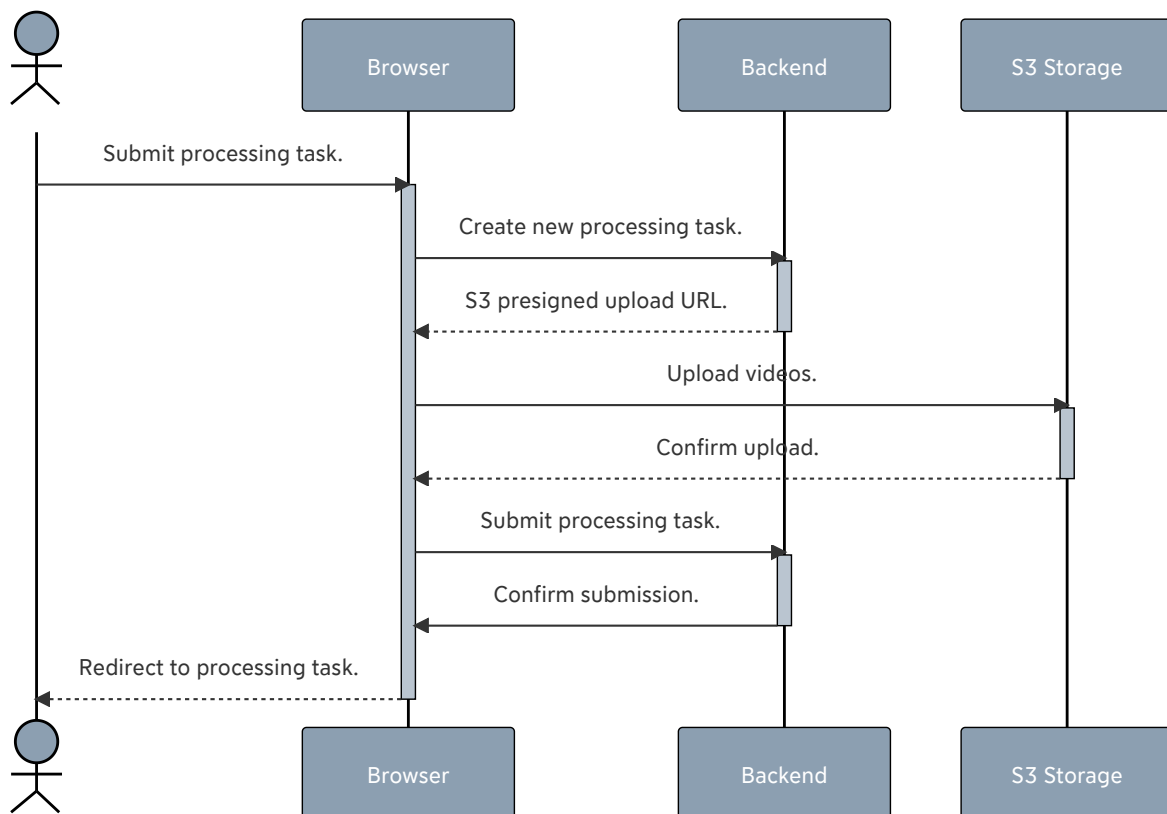 Browser
Backend
S3 Storage
Submit processing task.
Create new processing task.
S3 presigned upload URL.
Upload videos.
Confirm upload.
Submit processing task.
Confirm submission.
Redirect to processing task.
Browser
Backend
S3 Storage